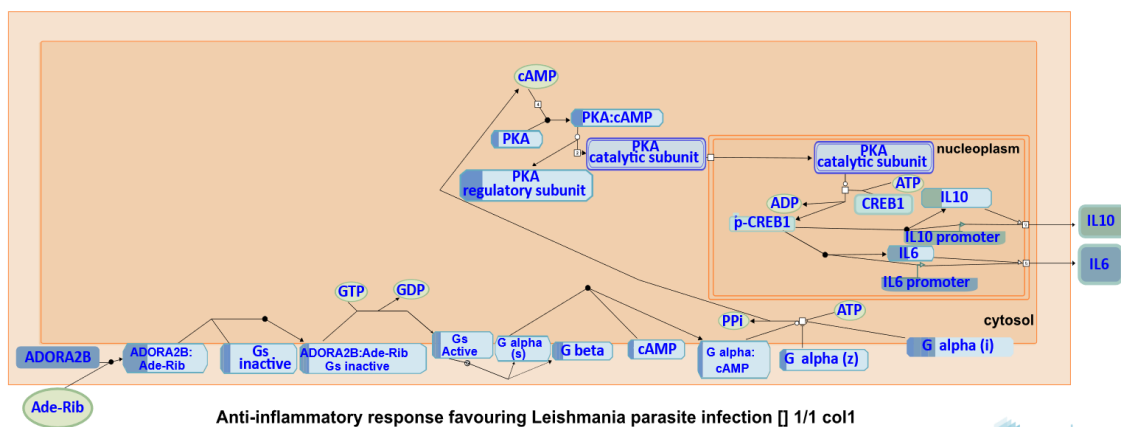 cAMP
PKA:cAMP
PKA
PKA
catalytic subunit
PKA
regulatory subunit
PKA
catalytic subunit
nucleoplasm
ATP
CREB1
ADP
p-CREB1
IL10
IL10 promoter
IL6
IL6 promoter
IL10
IL6
cytosol
GTP
GDP
PPi
ATP
ADORA2B
Ade-Rib
ADORA2B:
Ade-Rib
Gs
inactive
ADORA2B:Ade-Rib
Gs inactive
Gs
Active
G alpha
(s)
G beta
cAMP
G alpha:
cAMP
G alpha (z)
G alpha (i)
Anti-inflammatory response favouring Leishmania parasite infection [] 1/1 col1